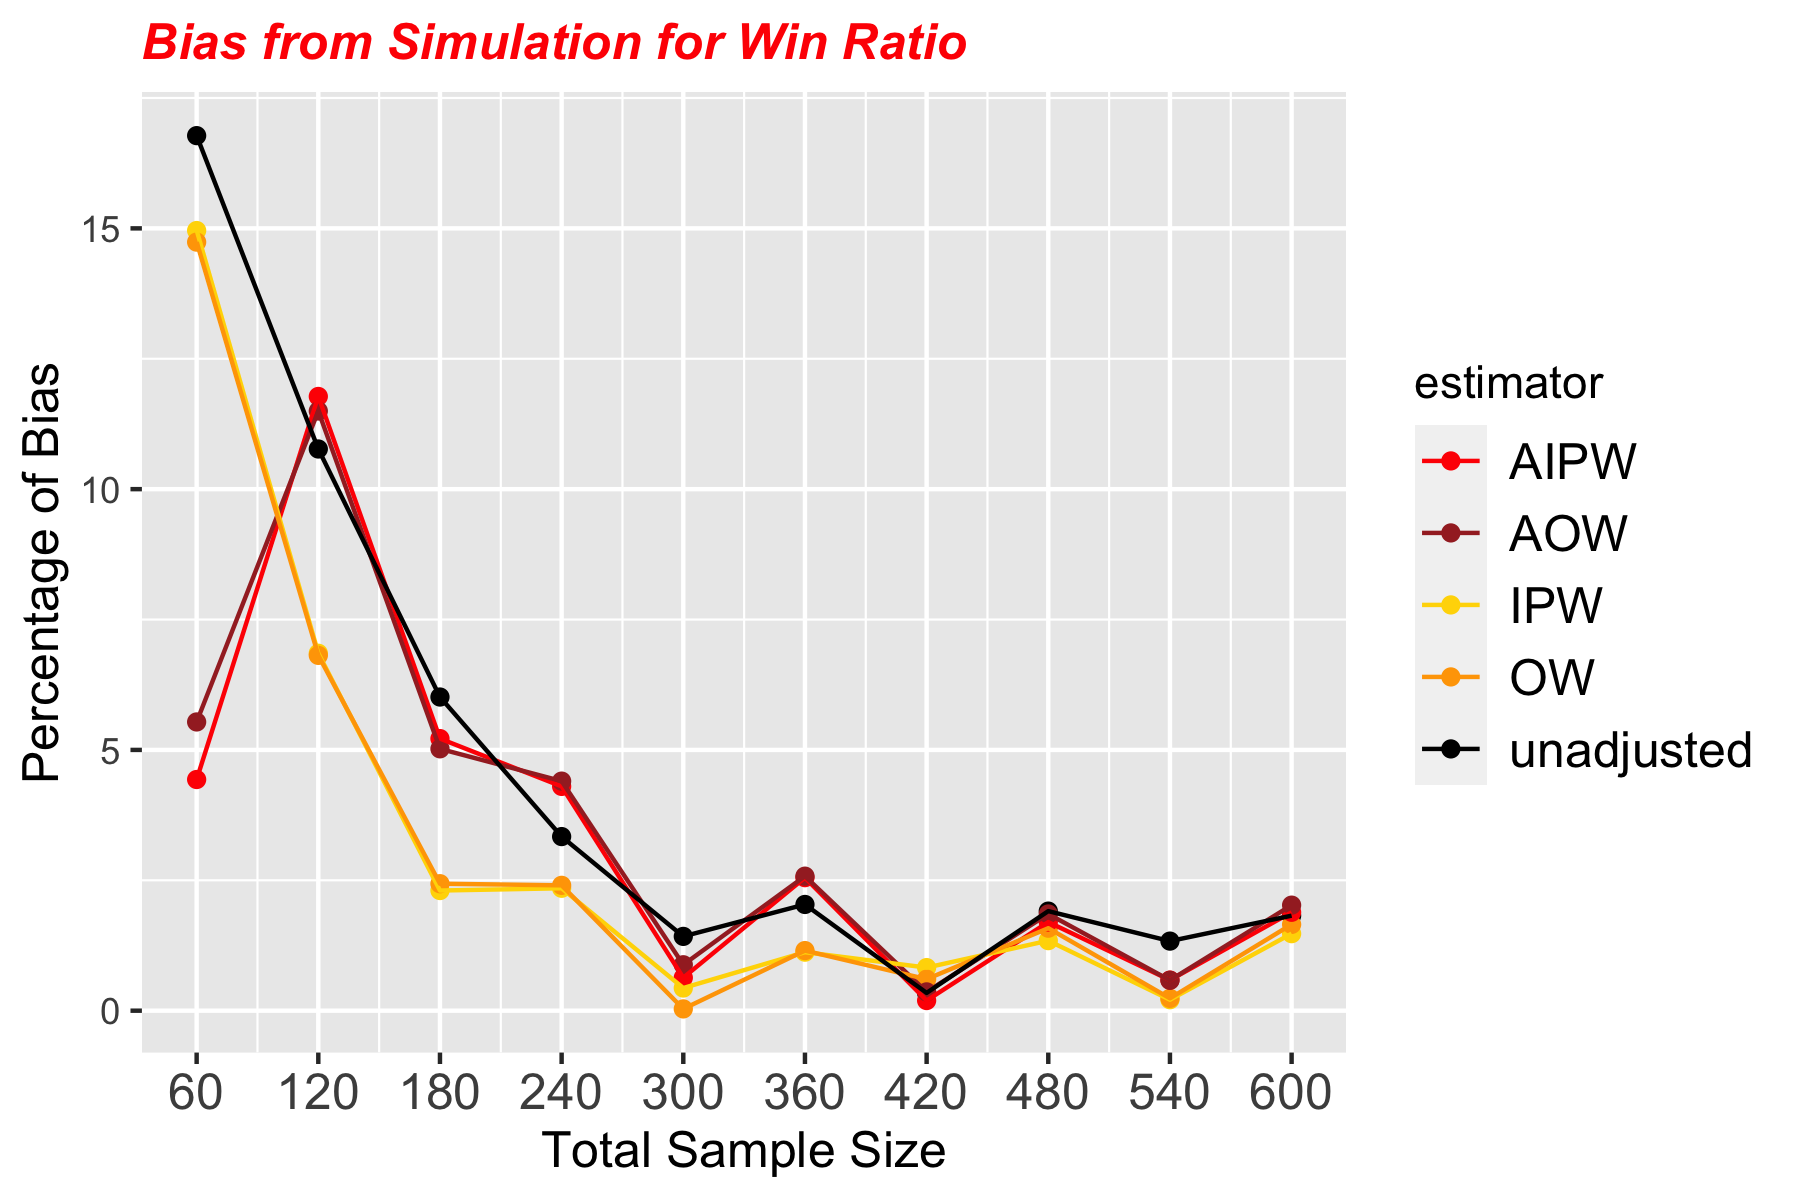 Bias from Simulation for Win Ratio
Percentage of Bias
15
10
5
0
60 120 180 240 300 360 420 480 540 600
Total Sample Size
estimator
AIPW
AOW
IPW
OW
unadjusted